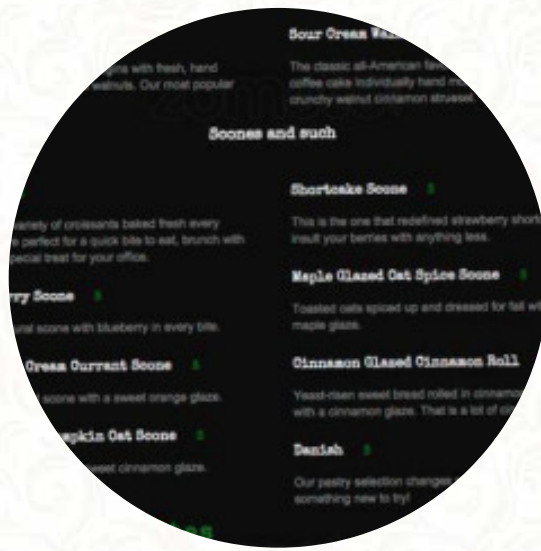 Sour Cream
with fresh, hand
walnuts. Our most popular
The classic all-American
coffee cake individually hand
crunchy walnut cinnamon streusel.
zomato
Scones and such
variety of croissants baked fresh every
perfect for a quick bite to eat, brunch with
special treat for your office.
Shortcake Scone $
This is the one that redefined strawberry
insult your berries with anything less.
Scone $
scone with blueberry in every bite.
Maple Glazed Oat Spice Scone $
Toasted oats spiced up and dressed for fall
maple glaze.
Cream Currant Scone $
scone with a sweet orange glaze.
Cinnamon Glazed Cinnamon Roll
Yeast-risen sweet bread rolled in
with a cinnamon glaze. That is a lot of
Oat Scone $
sweet cinnamon glaze.
Danish $
Our pastry selection changes
something new to try!